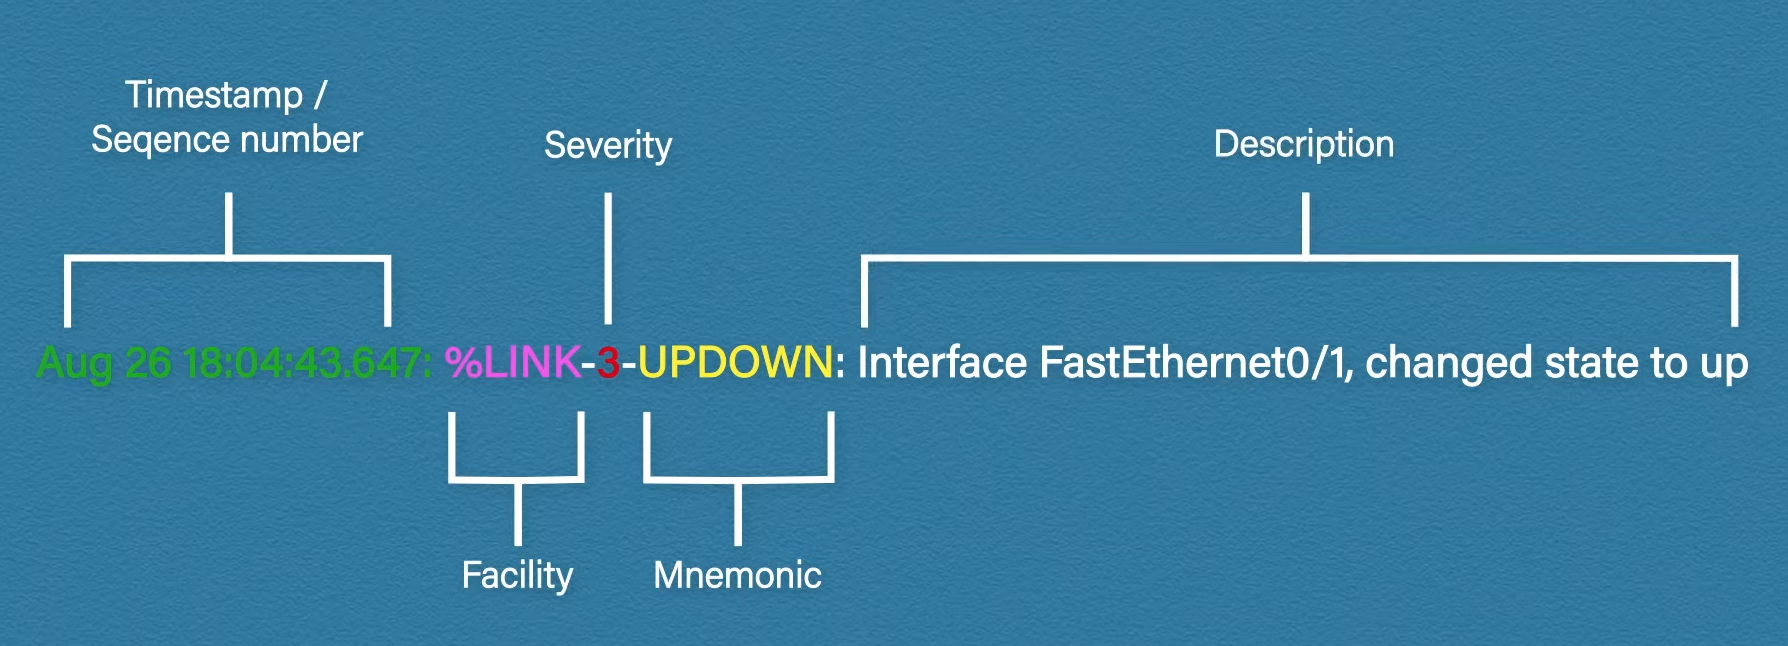 Timestamp /
Seqence number
Severity
Description
Aug 26 18:04:43.647: %LINK-3-UPDOWN: Interface FastEthernet0/1, changed state to up
Facility
Mnemonic